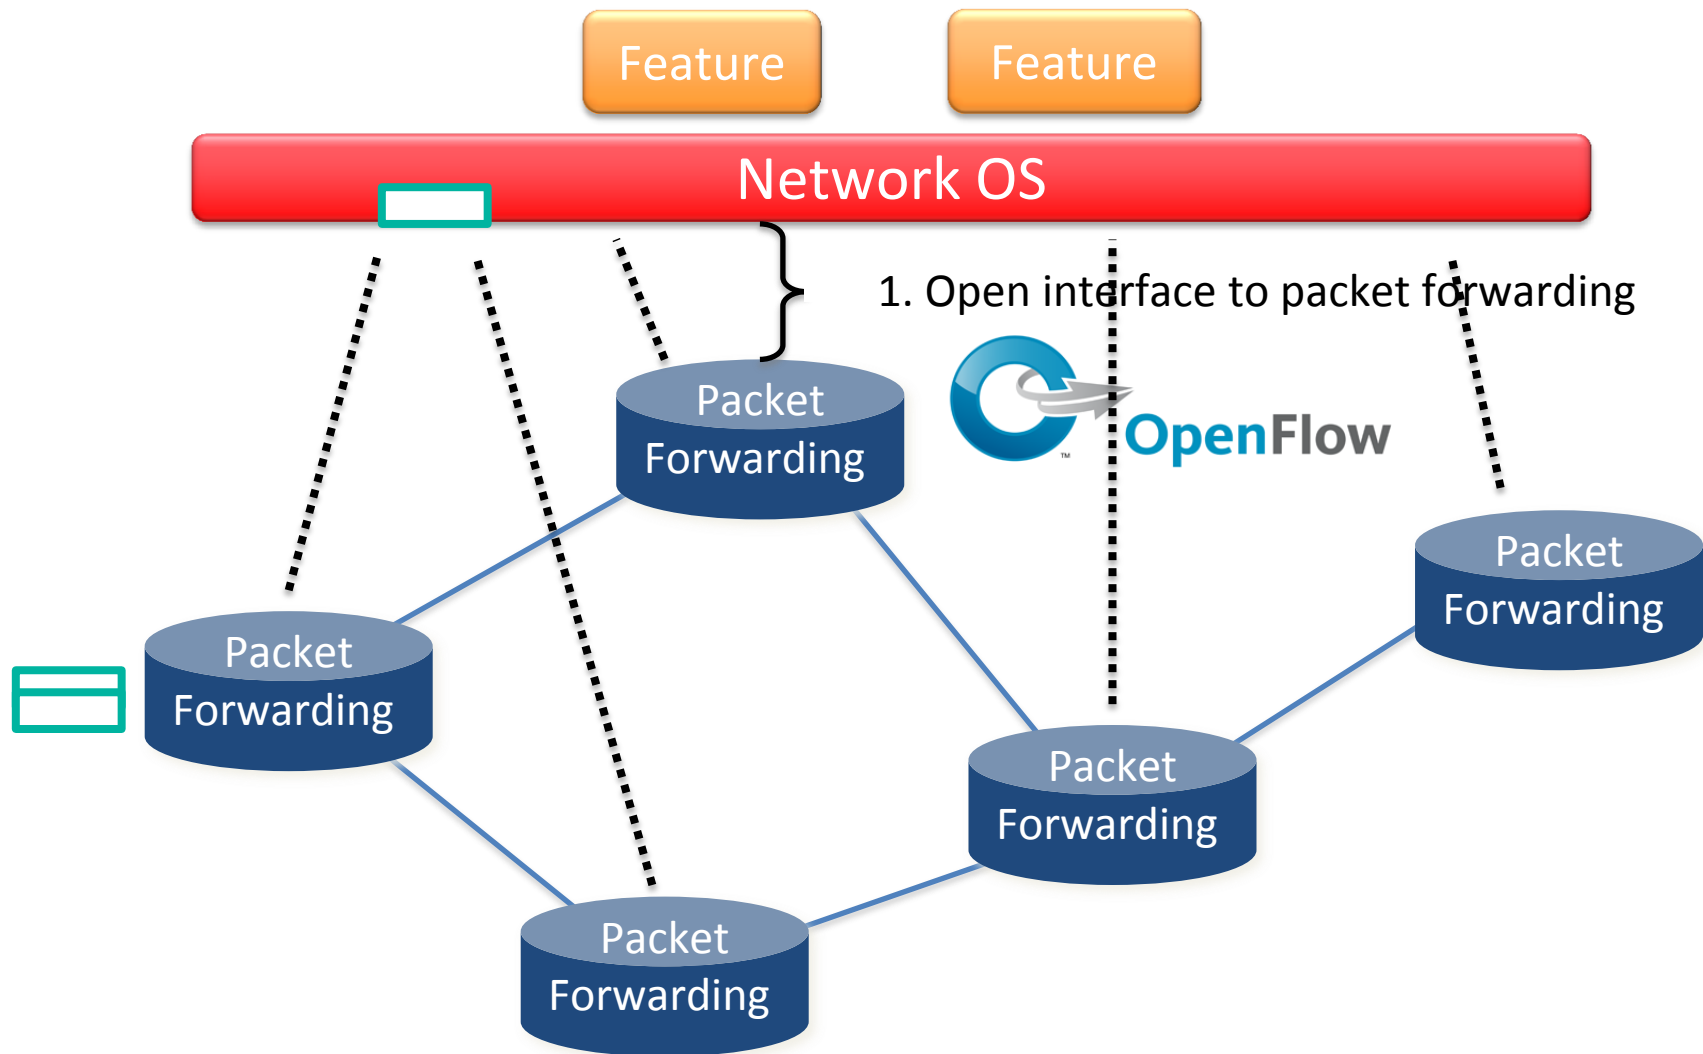 Feature
Feature
Network OS
1. Open interface to packet forwarding
Packet
Forwarding
OpenFlow
™
Packet
Forwarding
Packet
Forwarding
Packet
Forwarding
Packet
Forwarding